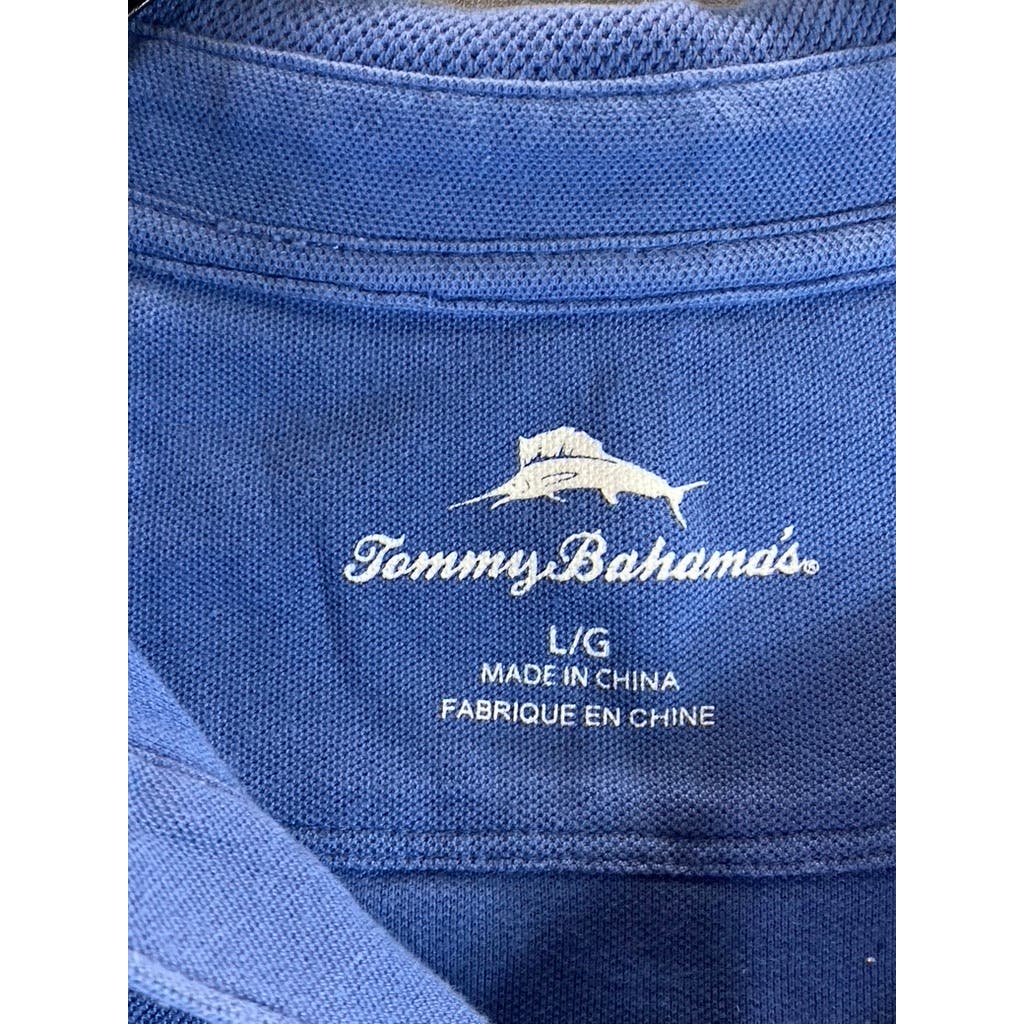 Tommy Bahama's®
L/G
MADE IN CHINA
FABRIQUE EN CHINE